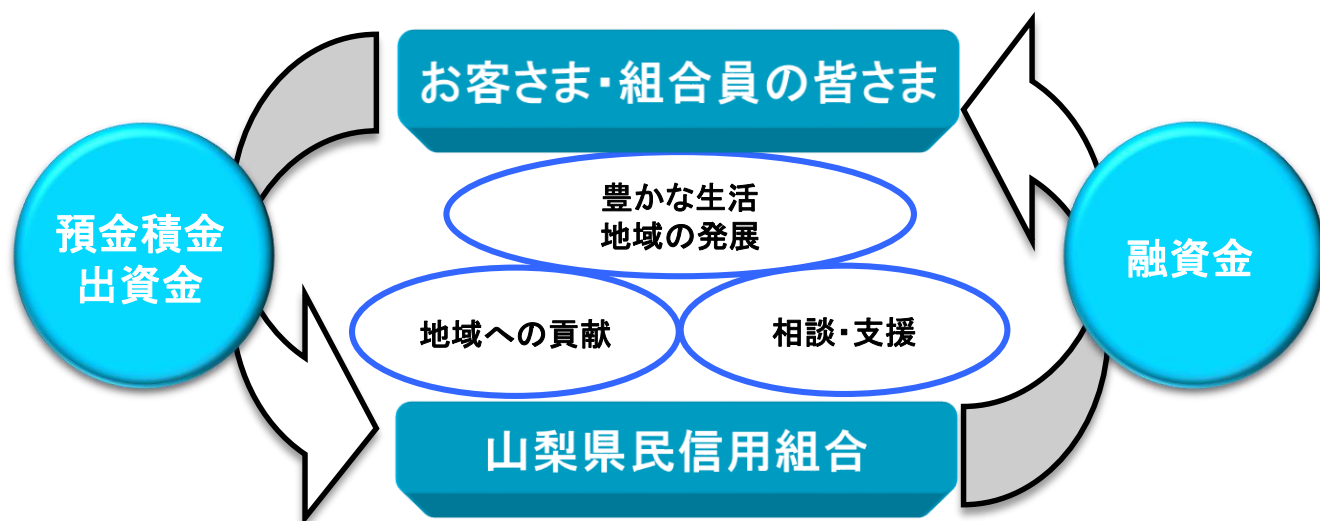 お客さま・組合員の皆さま
豊かな生活
地域の発展
預金積金
出資金
融資金
地域への貢献
相談・支援
山梨県民信用組合